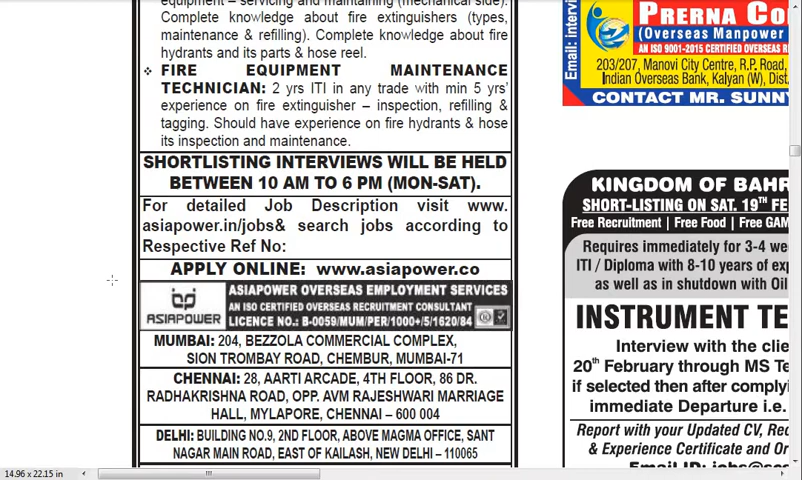 equipment – servicing and maintaining (mechanical side).
Complete knowledge about fire extinguishers (types,
maintenance & refilling). Complete knowledge about fire
hydrants and its parts & hose reel.
❖ FIRE EQUIPMENT MAINTENANCE
TECHNICIAN: 2 yrs ITI in any trade with min 5 yrs'
experience on fire extinguisher – inspection, refilling &
tagging. Should have experience on fire hydrants & hose
its inspection and maintenance.
SHORTLISTING INTERVIEWS WILL BE HELD
BETWEEN 10 AM TO 6 PM (MON-SAT).
For detailed Job Description visit www.
asiapower.in/jobs& search jobs according to
Respective Ref No:
APPLY ONLINE: www.asiapower.co
ASIAPOWER
ASIAPOWER OVERSEAS EMPLOYMENT SERVICES
AN ISO CERTIFIED OVERSEAS RECRUITMENT CONSULTANT
LICENCE NO.: B-0059/MUM/PER/1000+/5/1620/84
MUMBAI: 204, BEZZOLA COMMERCIAL COMPLEX,
SION TROMBAY ROAD, CHEMBUR, MUMBAI-71
CHENNAI: 28, AARTI ARCADE, 4TH FLOOR, 86 DR.
RADHAKRISHNA ROAD, OPP. AVM RAJESHWARI MARRIAGE
HALL, MYLAPORE, CHENNAI – 600 004
DELHI: BUILDING NO.9, 2ND FLOOR, ABOVE MAGMA OFFICE, SANT
NAGAR MAIN ROAD, EAST OF KAILASH, NEW DELHI – 110065
Email: interv
PRERNA CO
(Overseas Manpower
AN ISO 9001-2015 CERTIFIED OVERSEAS R
203/207, Manovi City Centre, R.P. Road,
Indian Overseas Bank, Kalyan (W), Dist
CONTACT MR. SUNNY
KINGDOM OF BAHR
SHORT-LISTING ON SAT. 19TH FE
Free Recruitment | Free Food | Free GAM
Requires immediately for 3-4 we
ITI / Diploma with 8-10 years of exp
as well as in shutdown with Oil
INSTRUMENT TE
Interview with the clie
20th February through MS Te
if selected then after complyi
immediate Departure i.e.
Report with your Updated CV, Rec
& Experience Certificate and Or
14.96 x 22.15 in